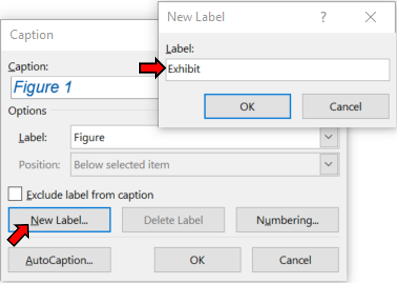 Caption
Caption:
Figure 1
Options
Label: Figure
Position: Below selected item
Exclude label from caption
New Label... Delete Label Numbering...
AutoCaption... OK Cancel
New Label ? ×
Label:
Exhibit
OK Cancel